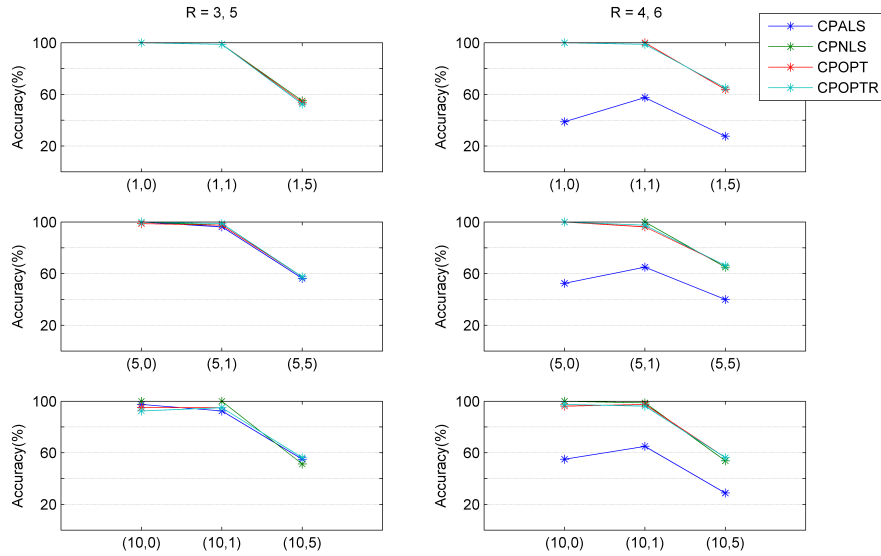 R = 3, 5
R = 4, 6
CPALS
CPNLS
CPOPT
CPOPTR
100
60
20
Accuracy(%)
(1,0) (1,1) (1,5)
100
60
20
Accuracy(%)
(1,0) (1,1) (1,5)
100
60
20
Accuracy(%)
(5,0) (5,1) (5,5)
100
60
20
Accuracy(%)
(5,0) (5,1) (5,5)
100
60
20
Accuracy(%)
(10,0) (10,1) (10,5)
100
60
20
Accuracy(%)
(10,0) (10,1) (10,5)